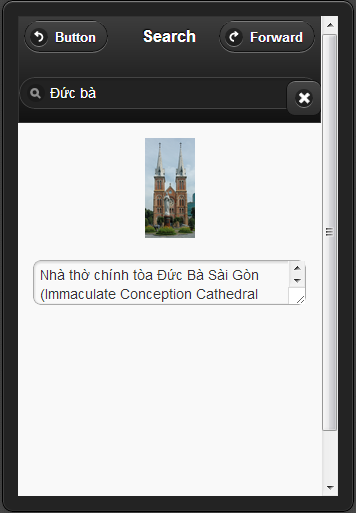 Button Search Forward
Đức bà
Nhà thờ chính tòa Đức Bà Sài Gòn
(Immaculate Conception Cathedral